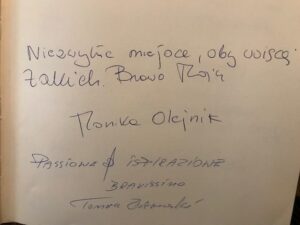 Niezwykłe miejsce, oby więcej
takich. Brawo
Monika Olejnik
PASSIONE ISPIRAZIONE
BRAVISSIMO
Tomasz